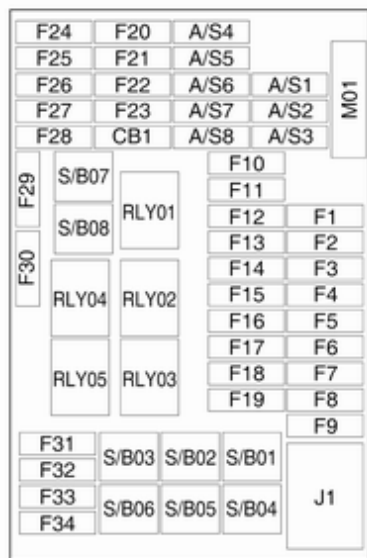 F24 F20 A/S4
F25 F21 A/S5
F26 F22 A/S6 A/S1
F27 F23 A/S7 A/S2
F28 CB1 A/S8 A/S3
M01
F29
F30
S/B07
S/B08
RLY01
RLY04 RLY02
RLY05 RLY03
F10
F11
F12 F1
F13 F2
F14 F3
F15 F4
F16 F5
F17 F6
F18 F7
F19 F8
F9
F31
F32
F33
F34
S/B03 S/B02 S/B01
S/B06 S/B05 S/B04
J1